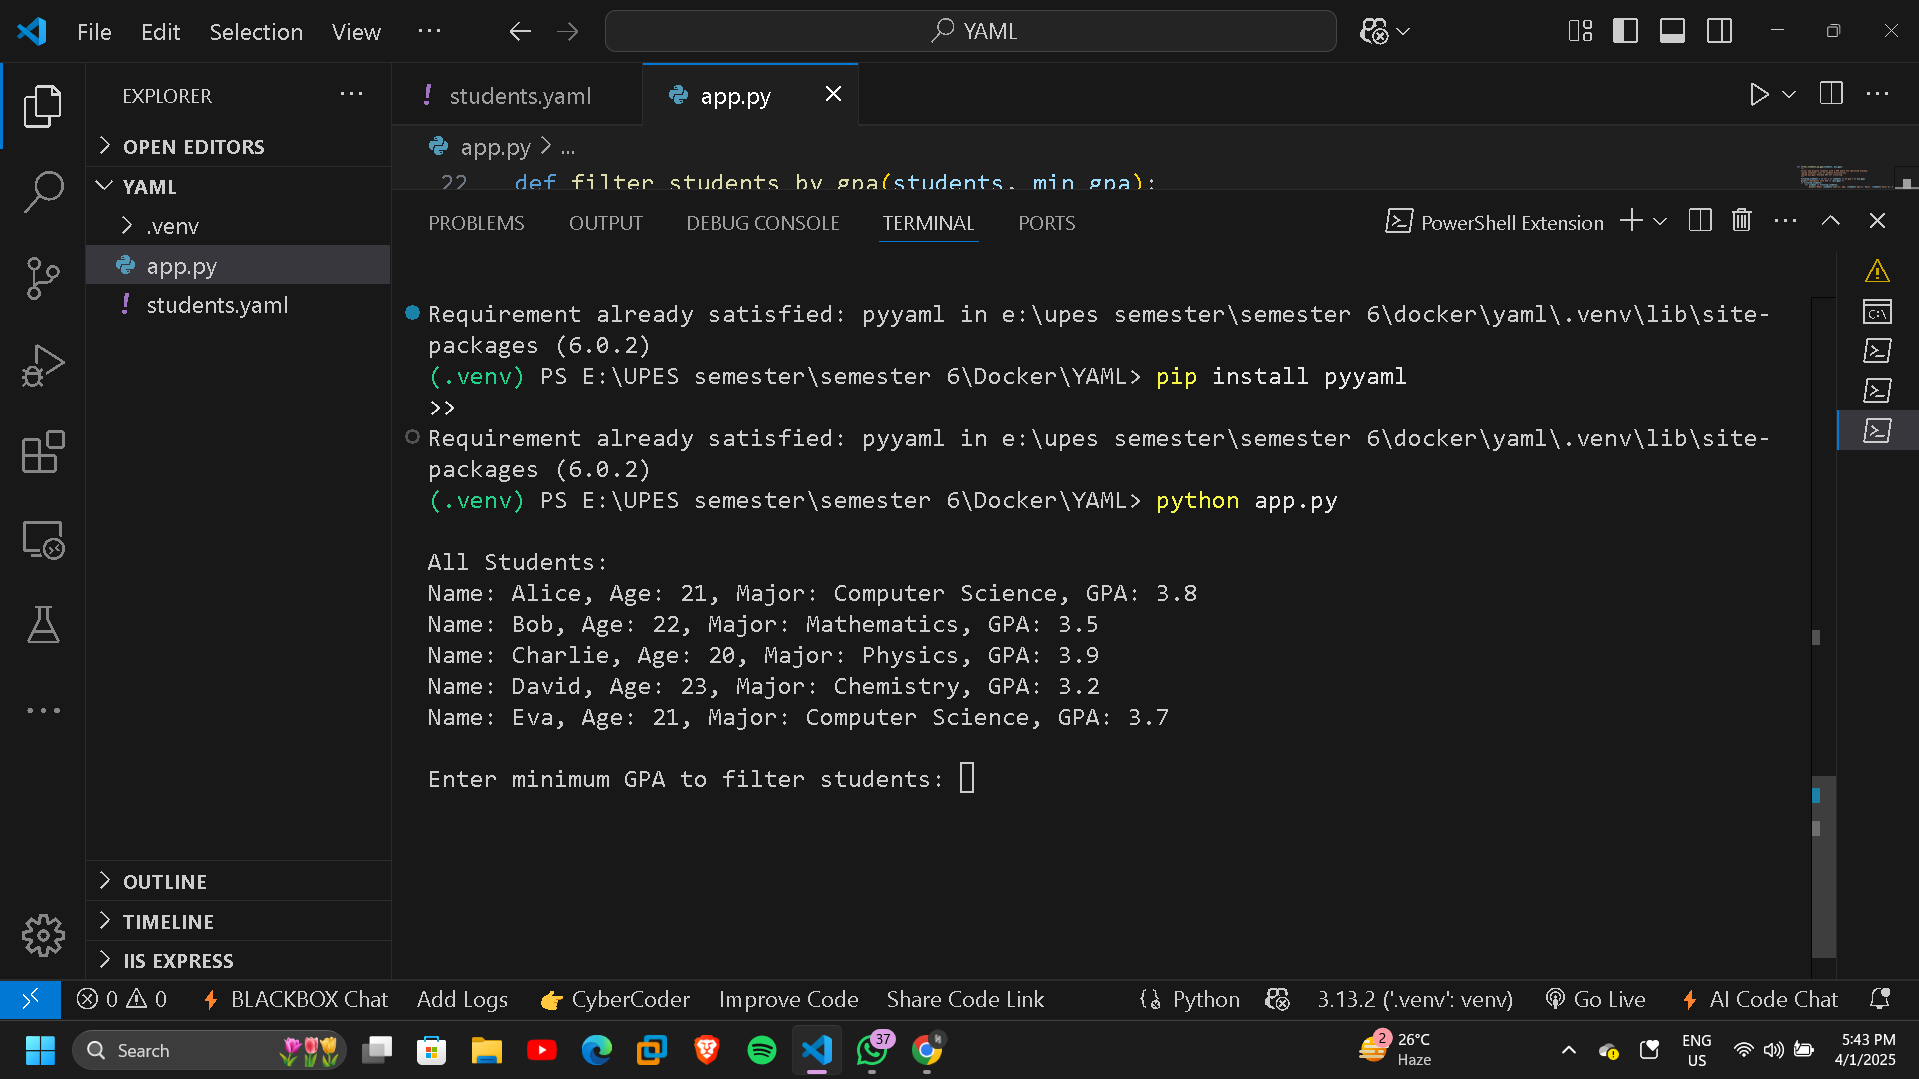 File Edit Selection View ... YAML
EXPLORER ...
OPEN EDITORS
YAML
.venv
app.py
! students.yaml
OUTLINE
TIMELINE
IIS EXPRESS
! students.yaml app.py
app.py > ...
22 def filter_students_by_gpa(students, min_gpa):
PROBLEMS OUTPUT DEBUG CONSOLE TERMINAL PORTS PowerShell Extension
Requirement already satisfied: pyyaml in e:\upes semester\semester 6\docker\yaml\.venv\lib\site-
packages (6.0.2)
(.venv) PS E:\UPES semester\semester 6\Docker\YAML> pip install pyyaml
>>
Requirement already satisfied: pyyaml in e:\upes semester\semester 6\docker\yaml\.venv\lib\site-
packages (6.0.2)
(.venv) PS E:\UPES semester\semester 6\Docker\YAML> python app.py
All Students:
Name: Alice, Age: 21, Major: Computer Science, GPA: 3.8
Name: Bob, Age: 22, Major: Mathematics, GPA: 3.5
Name: Charlie, Age: 20, Major: Physics, GPA: 3.9
Name: David, Age: 23, Major: Chemistry, GPA: 3.2
Name: Eva, Age: 21, Major: Computer Science, GPA: 3.7
Enter minimum GPA to filter students:
0 0 BLACKBOX Chat Add Logs CyberCoder Improve Code Share Code Link Python 3.13.2 ('.venv': venv) Go Live AI Code Chat
Search 37 2 26°C ENG 5:43 PM
Haze US 4/1/2025